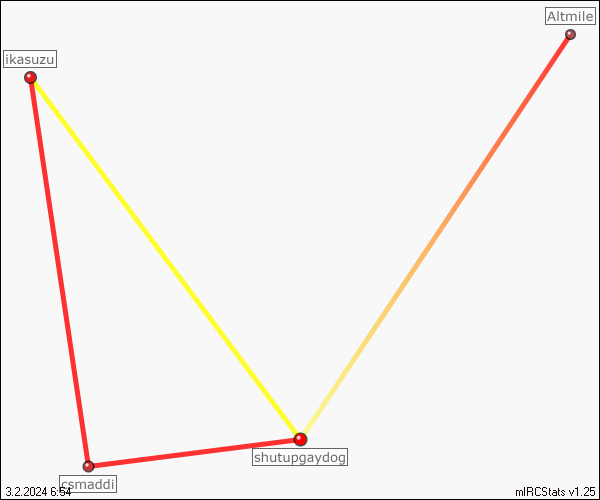 Altmile
ikasuzu
shutupgaydog
csmaddi
3.2.2024 6:54
mIRCStats v1.25